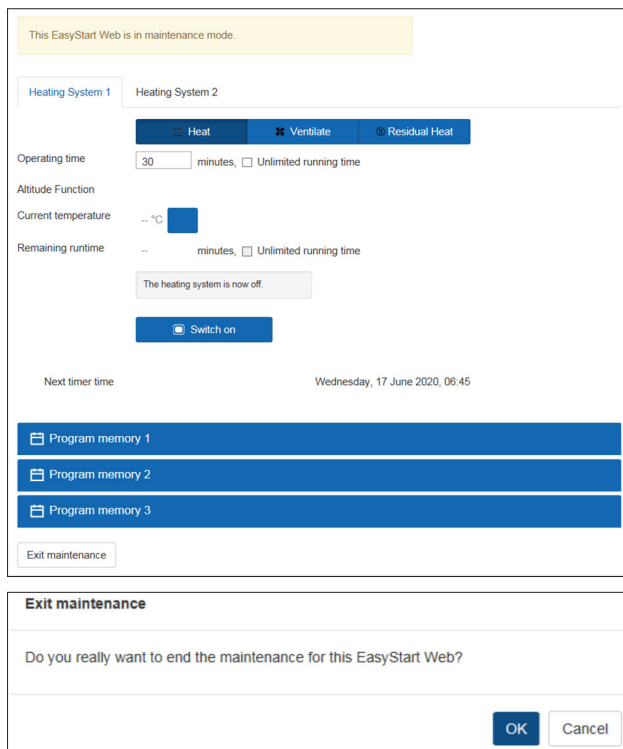 This EasyStart Web is in maintenance mode.
Heating System 1 Heating System 2
Heat Ventilate Residual Heat
Operating time 30 minutes, Unlimited running time
Altitude Function
Current temperature -- °C
Remaining runtime -- minutes, Unlimited running time
The heating system is now off.
Switch on
Next timer time Wednesday, 17 June 2020, 06:45
Program memory 1
Program memory 2
Program memory 3
Exit maintenance
Exit maintenance
Do you really want to end the maintenance for this EasyStart Web?
OK Cancel